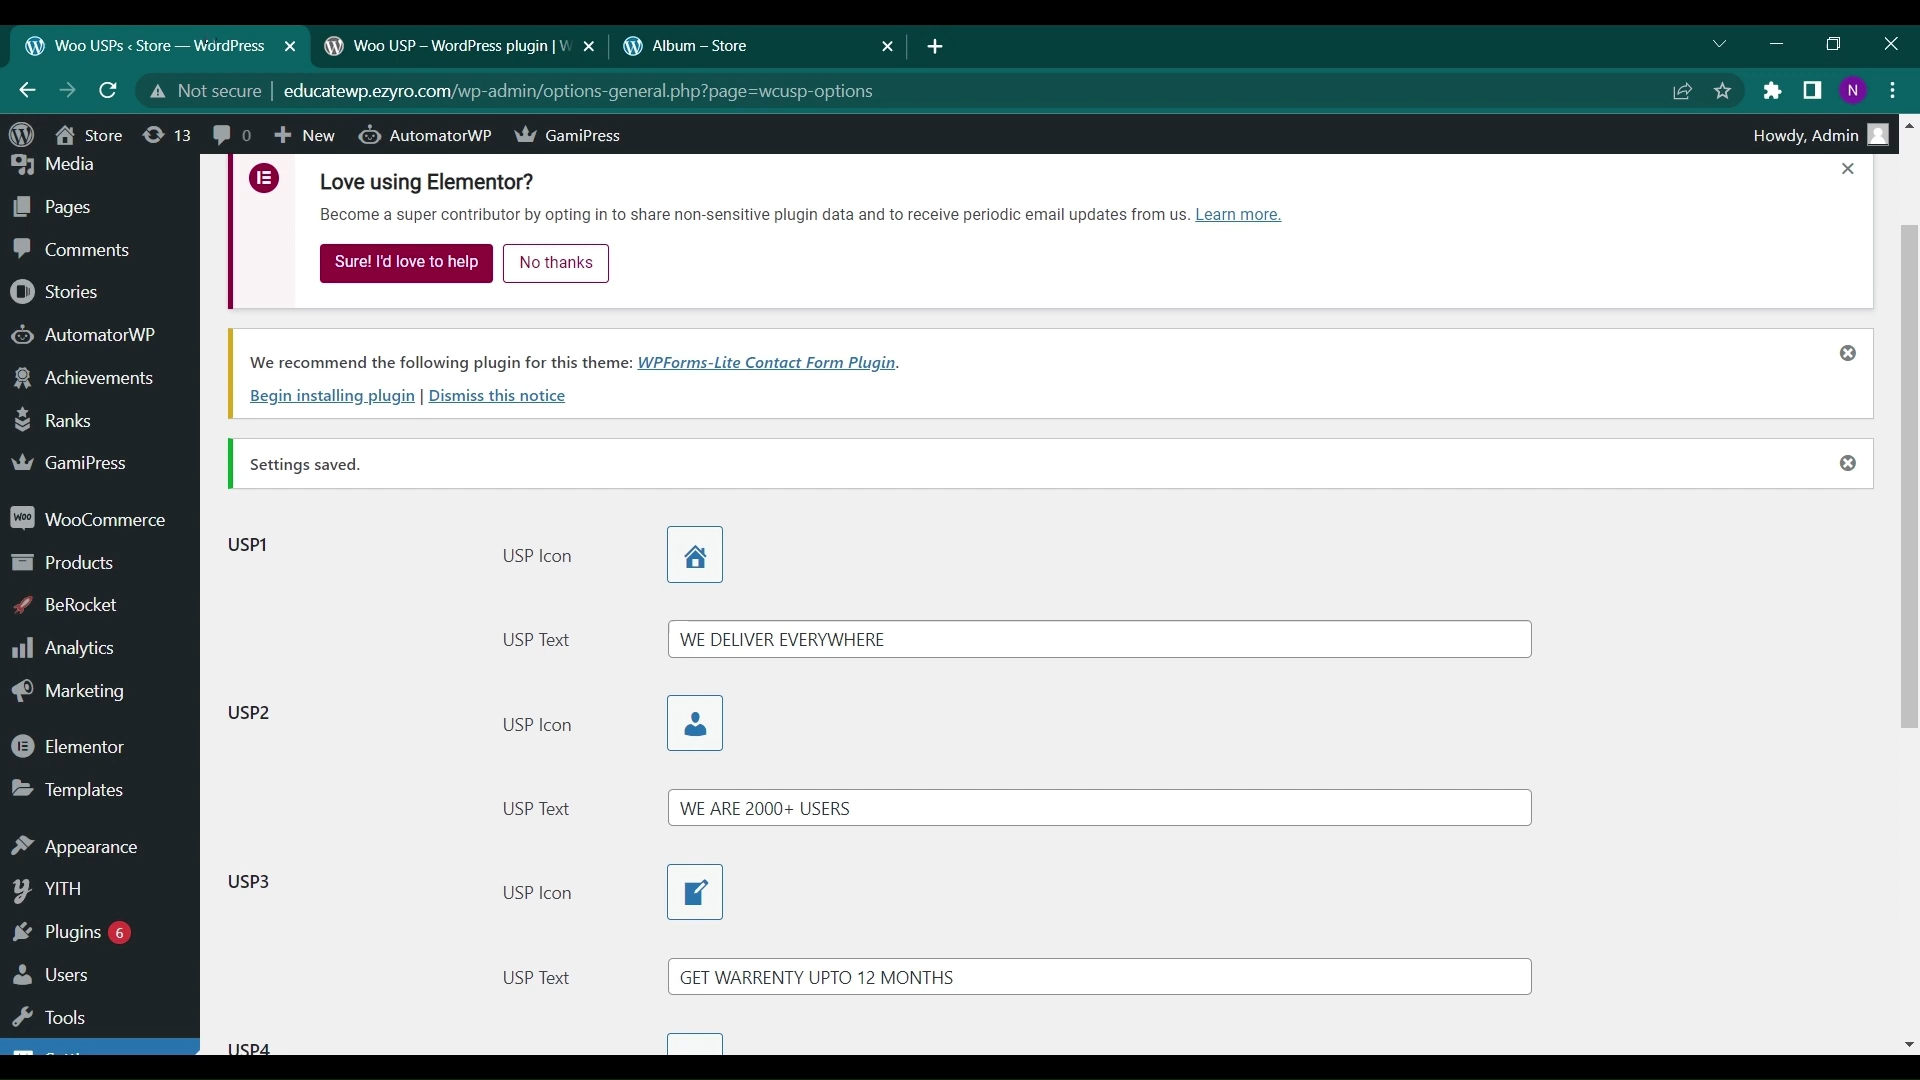 Woo USPs ‹ Store — WordPress
Woo USP – WordPress plugin | W
Album – Store
Not secure
educatewp.ezyro.com/wp-admin/options-general.php?page=wcusp-options
N
Store
13
0
New
AutomatorWP
GamiPress
Howdy, Admin
Media
Pages
Comments
Stories
AutomatorWP
Achievements
Ranks
GamiPress
WooCommerce
Products
BeRocket
Analytics
Marketing
Elementor
Templates
Appearance
YITH
Plugins 6
Users
Tools
Love using Elementor?
Become a super contributor by opting in to share non-sensitive plugin data and to receive periodic email updates from us. Learn more.
Sure! I'd love to help
No thanks
We recommend the following plugin for this theme: WPForms-Lite Contact Form Plugin.
Begin installing plugin | Dismiss this notice
Settings saved.
USP1
USP Icon
USP Text
WE DELIVER EVERYWHERE
USP2
USP Icon
USP Text
WE ARE 2000+ USERS
USP3
USP Icon
USP Text
GET WARRENTY UPTO 12 MONTHS
USP4